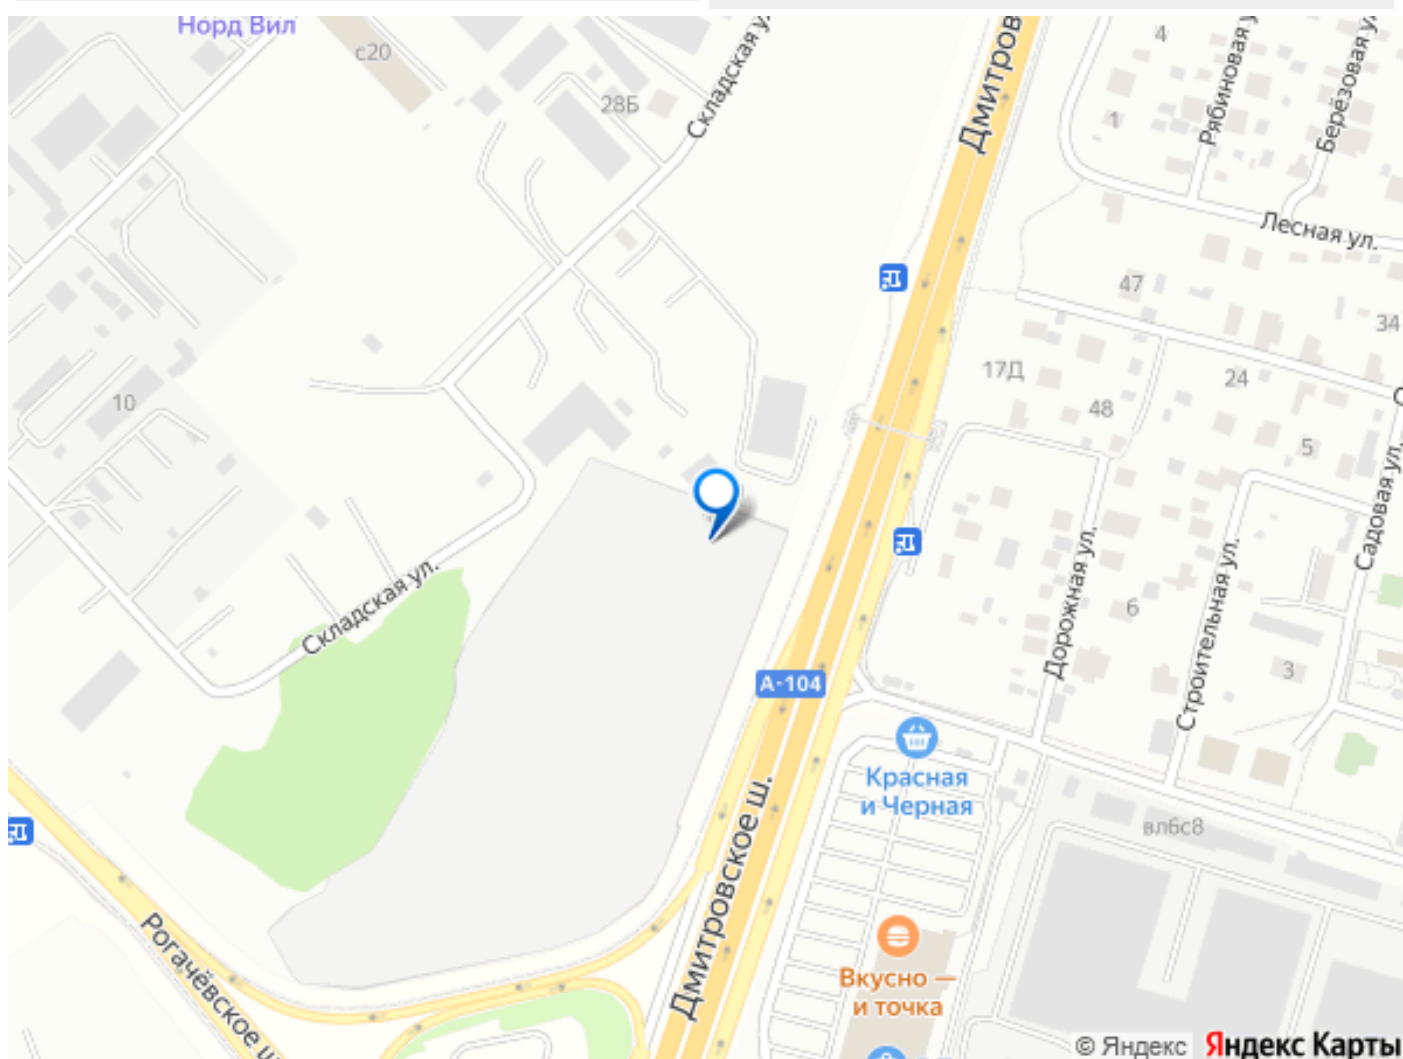 Норд Вил
с20
28Б
Складская ул.
Дмитров
4
1
Рябиновая у
Берёзовая у
Лесная ул.
47
34
17Д
24
48
10
5
Садовая ул.
Складская ул.
Дорожная ул.
6
Строительная ул.
3
А-104
Красная
и Черная
вл6с8
Дмитровское ш.
Рогачёвское ш
Вкусно —
и точка
© Яндекс Яндекс Карты